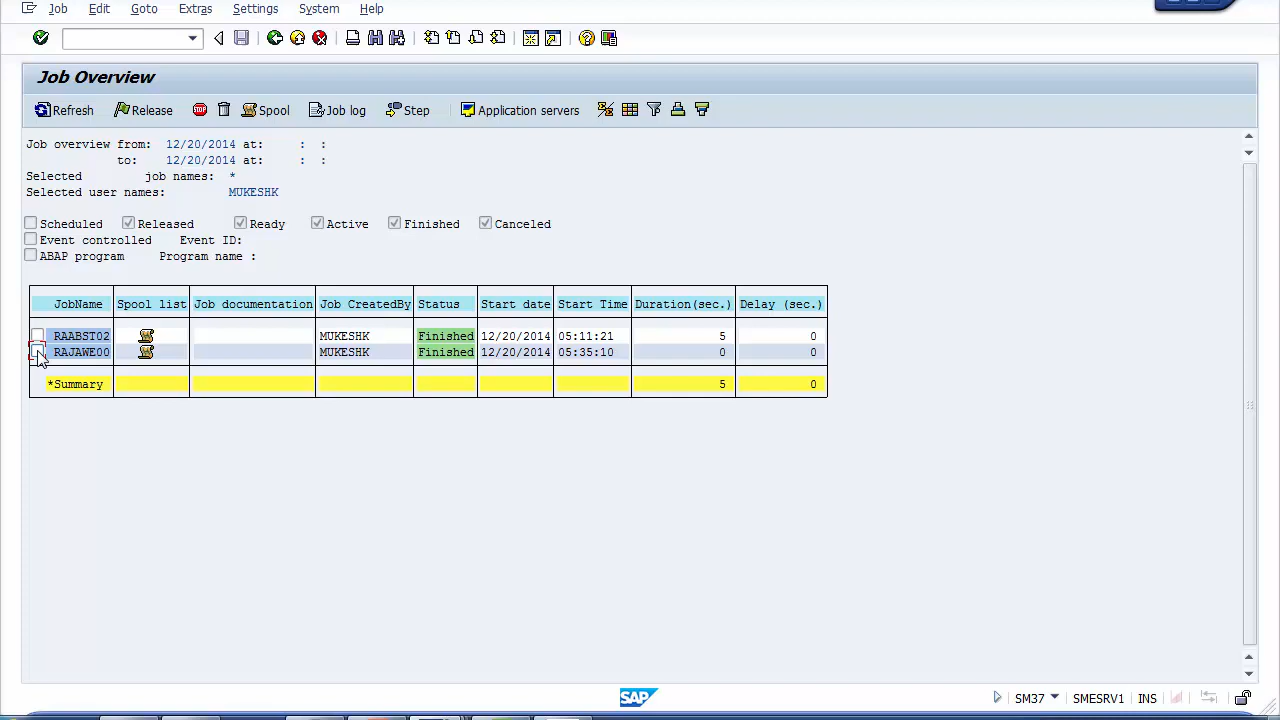 Job Edit Goto Extras Settings System Help
Job Overview
Refresh Release STOP Spool Job log Step Application servers
Job overview from: 12/20/2014 at: : :
to: 12/20/2014 at: : :
Selected job names: *
Selected user names: MUKESHK
Scheduled Released Ready Active Finished Canceled
Event controlled Event ID:
ABAP program Program name :
JobName Spool list Job documentation Job CreatedBy Status Start date Start Time Duration(sec.) Delay (sec.)
RAABST02 MUKESHK Finished 12/20/2014 05:11:21 5 0
RAJAWE00 MUKESHK Finished 12/20/2014 05:35:10 0 0
*Summary 5 0
SAP SM37 SMESRV1 INS